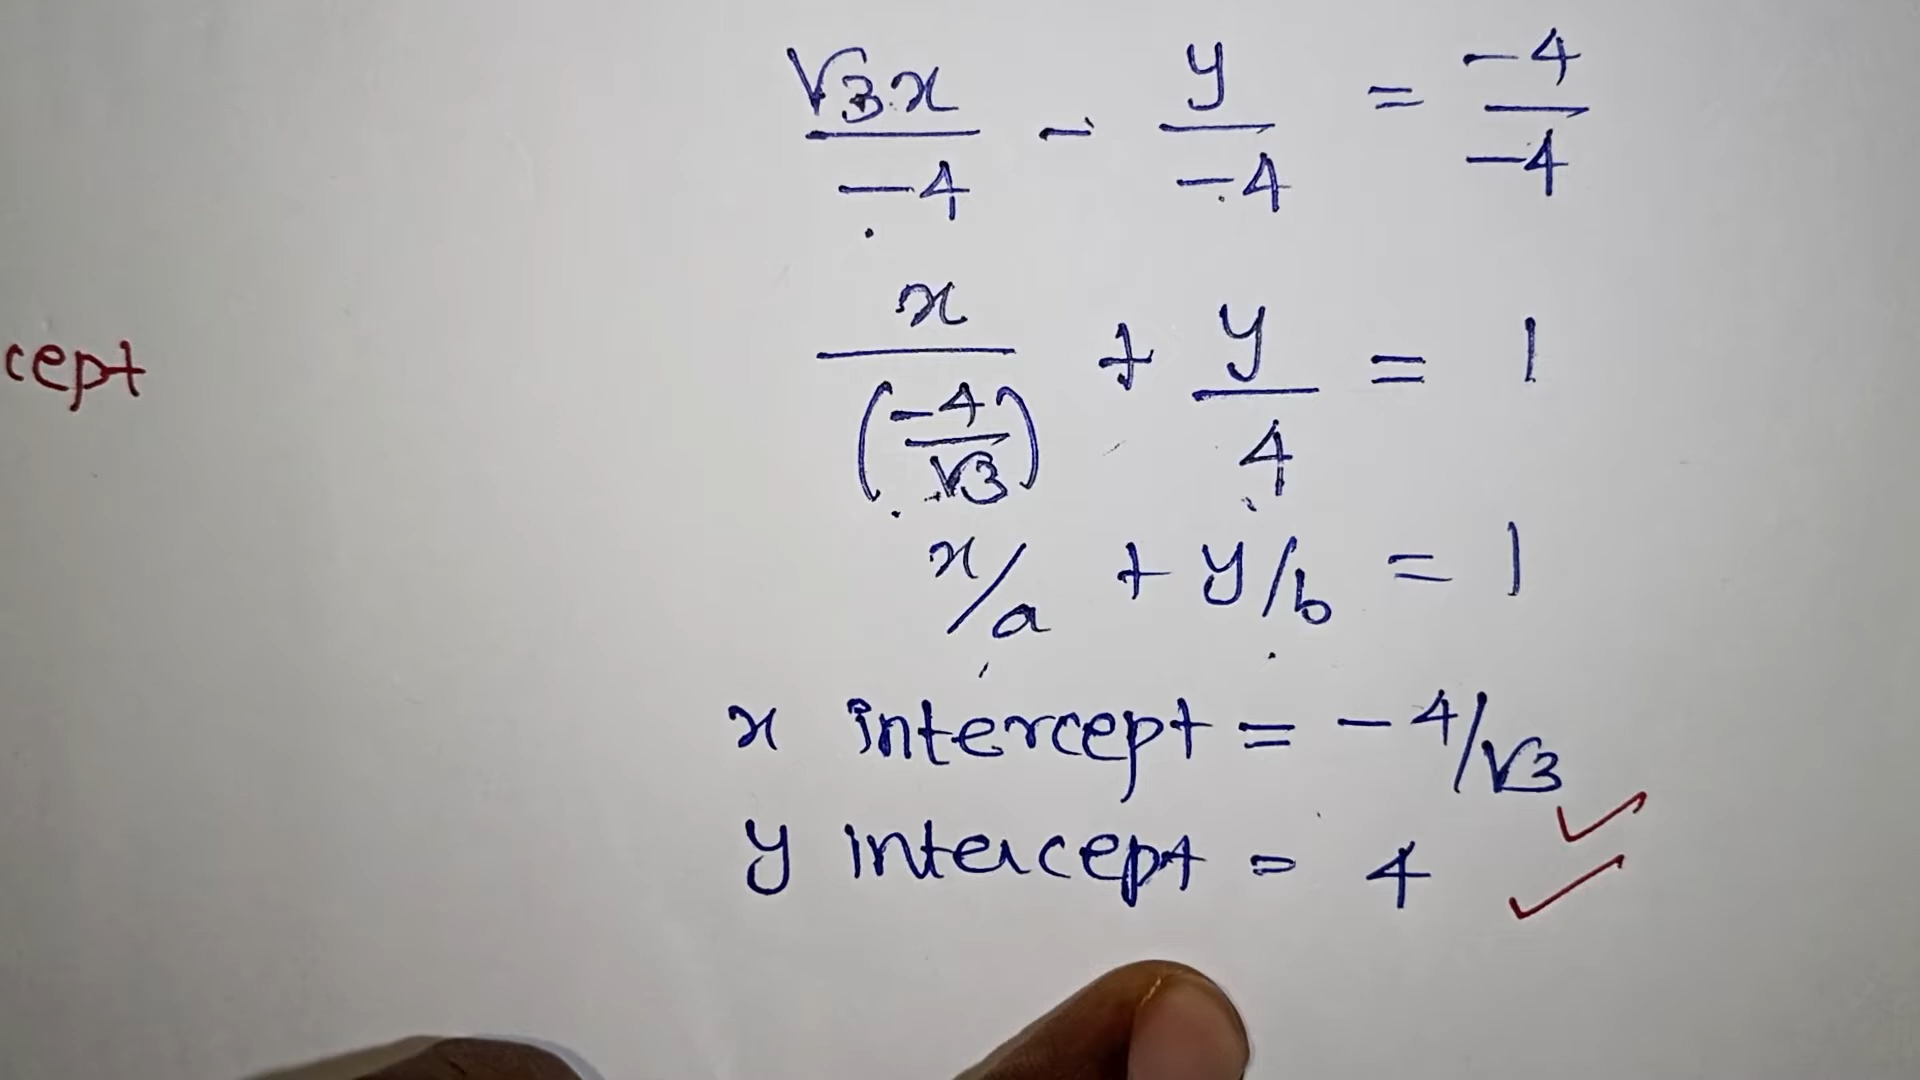 √3x/-4 - y/-4 = -4/-4
cept
x/(-4/√3) + y/4 = 1
x/a + y/b = 1
x intercept = -4/√3
y intercept = 4